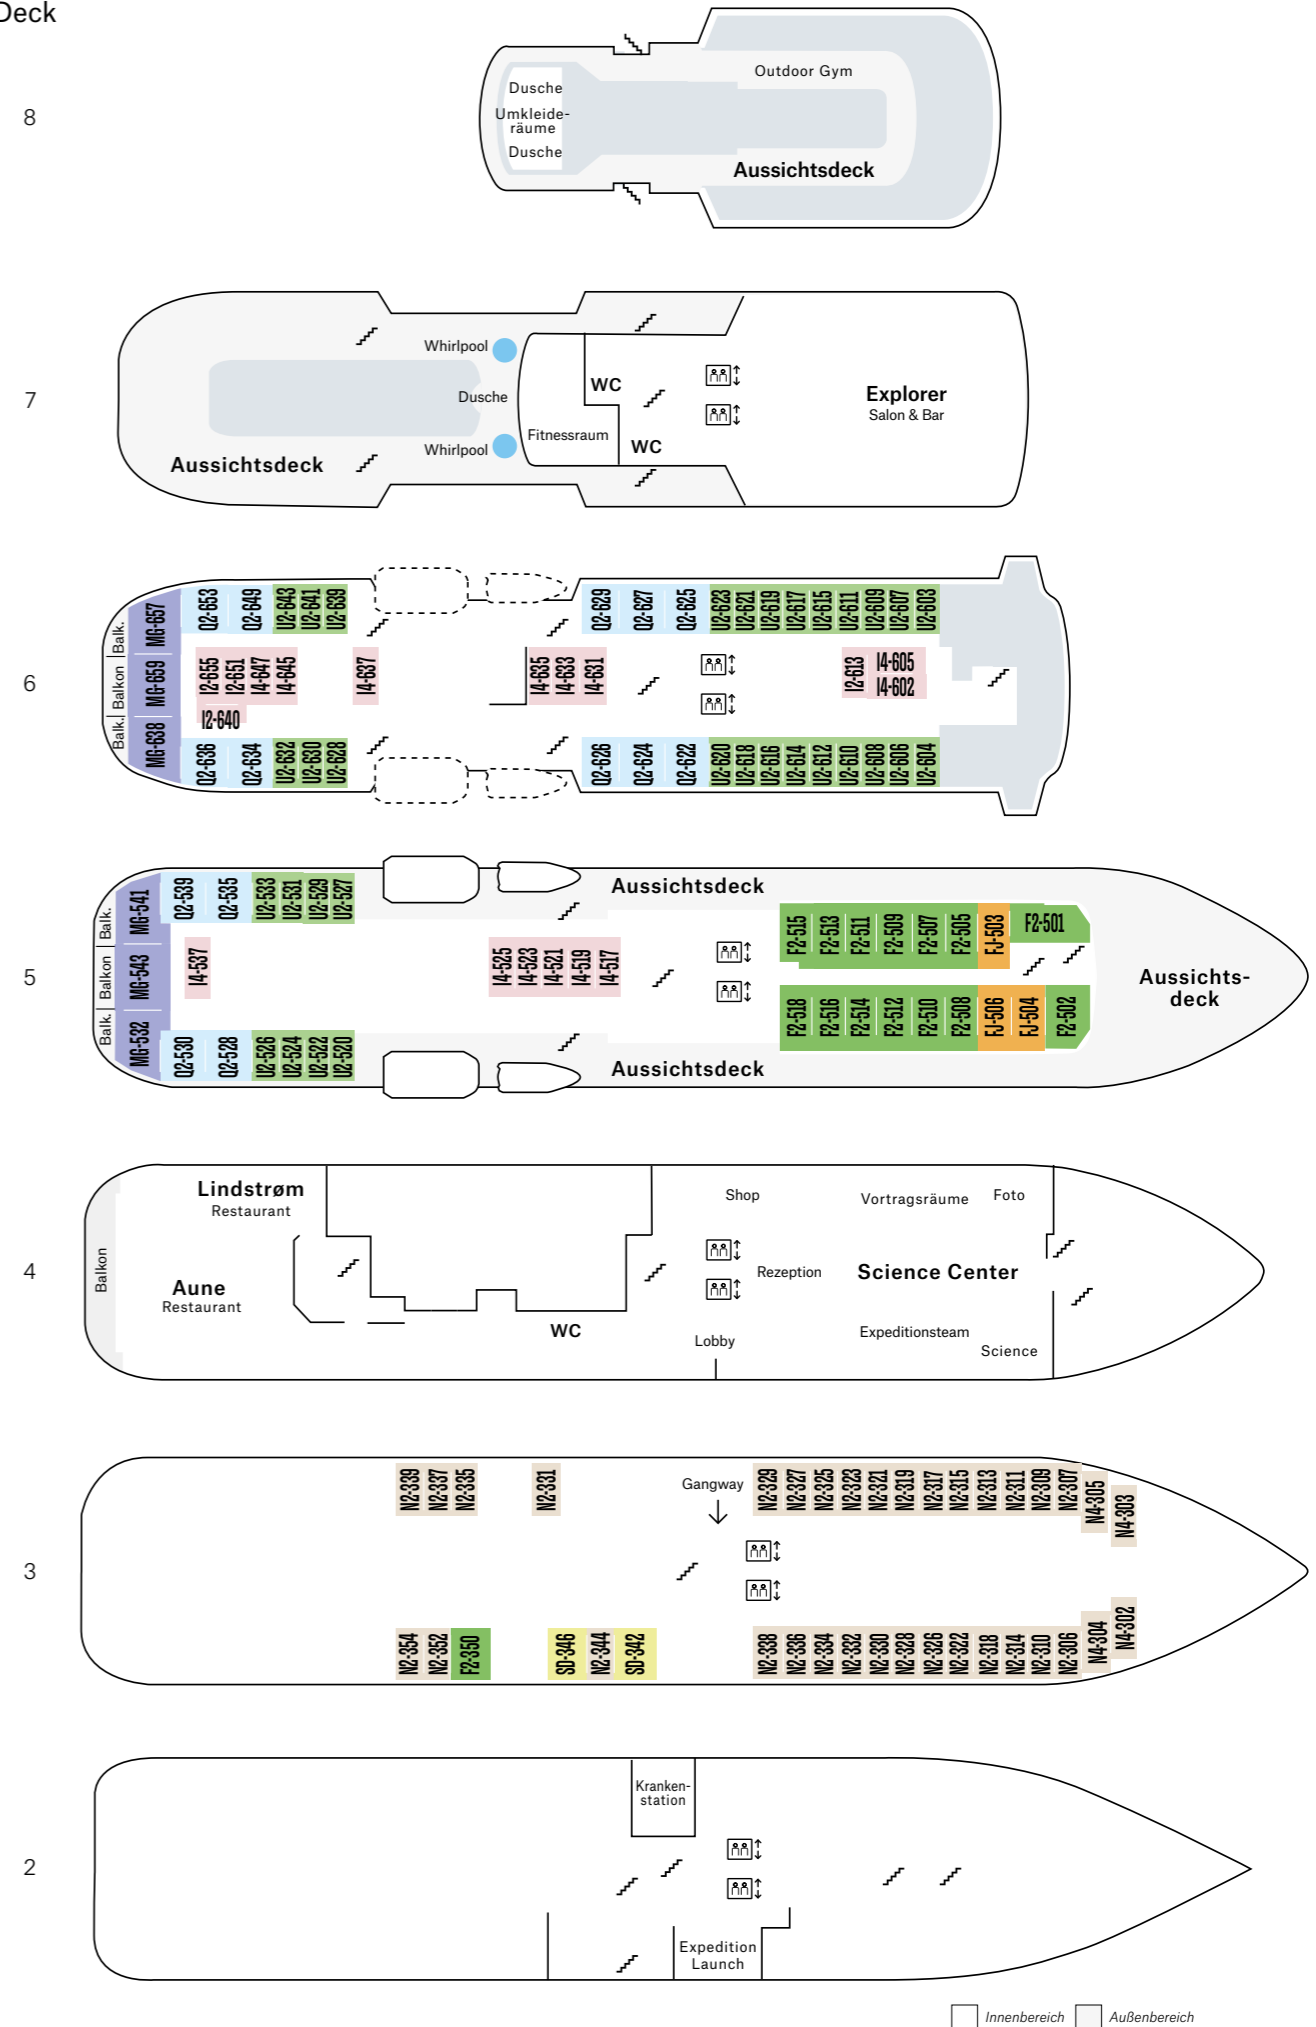 Deck
8
Dusche
Umkleide-
räume
Dusche
Outdoor Gym
Aussichtsdeck
7
Whirlpool
Dusche
Whirlpool
Aussichtsdeck
Fitnessraum
WC
WC
Explorer
Salon & Bar
6
Balk.
Balkon
Balk.
MG-657
MG-659
MG-638
Q2-653
Q2-649
U2-643
U2-641
U2-639
I2-655
I2-651
I4-647
I4-645
I2-640
I4-637
Q2-636
Q2-634
U2-632
U2-630
U2-628
I4-635
I4-633
I4-631
Q2-629
Q2-627
Q2-625
U2-623
U2-621
U2-619
U2-617
U2-615
U2-611
U2-609
U2-607
U2-603
I2-613
I4-605
I4-602
Q2-626
Q2-624
Q2-622
U2-620
U2-618
U2-616
U2-614
U2-612
U2-610
U2-608
U2-606
U2-604
5
Balk.
Balkon
Balk.
MG-541
MG-543
MG-532
Q2-539
Q2-535
U2-533
U2-531
U2-529
U2-527
I4-537
Q2-530
Q2-528
U2-526
U2-524
U2-522
U2-520
I4-525
I4-523
I4-521
I4-519
I4-517
Aussichtsdeck
Aussichtsdeck
F2-515
F2-513
F2-511
F2-509
F2-507
F2-505
FJ-503
F2-501
F2-518
F2-516
F2-514
F2-512
F2-510
F2-508
FJ-506
FJ-504
F2-502
Aussichts-
deck
4
Balkon
Lindstrøm
Restaurant
Aune
Restaurant
WC
Shop
Rezeption
Lobby
Vortragsräume
Foto
Science Center
Expeditionsteam
Science
3
N2-339
N2-337
N2-335
N2-331
Gangway
N2-329
N2-327
N2-325
N2-323
N2-321
N2-319
N2-317
N2-315
N2-313
N2-311
N2-309
N2-307
N4-305
N4-303
N2-354
N2-352
F2-350
SD-346
N2-344
SD-342
N2-338
N2-336
N2-334
N2-332
N2-330
N2-328
N2-326
N2-322
N2-318
N2-314
N2-310
N2-306
N4-304
N4-302
2
Kranken-
station
Expedition
Launch
Innenbereich
Außenbereich